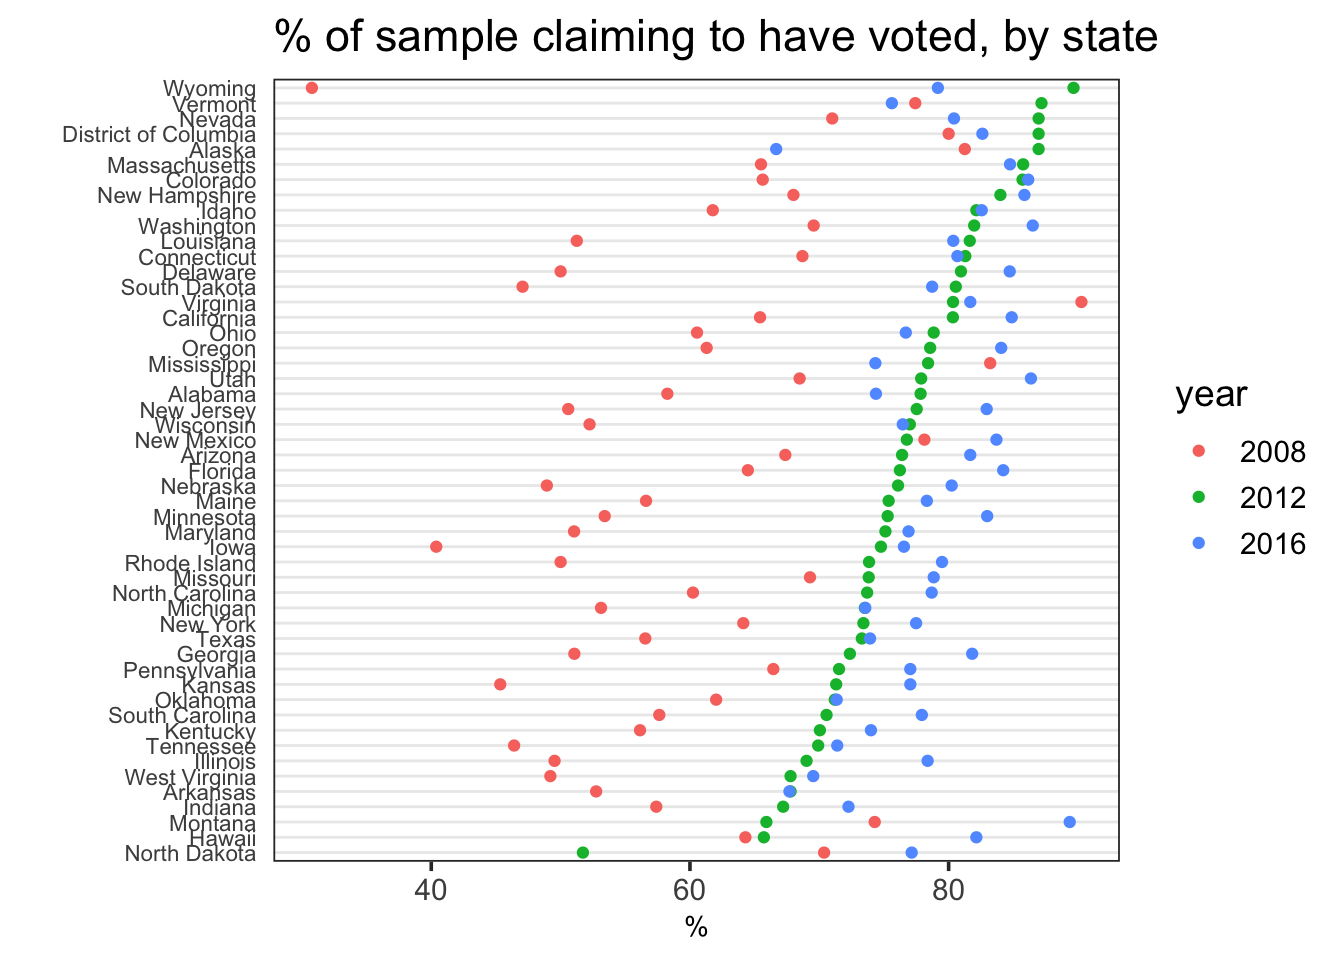 % of sample claiming to have voted, by state
Wyoming
Vermont
Nevada
District of Columbia
Alaska
Massachusetts
Colorado
New Hampshire
Idaho
Washington
Louisiana
Connecticut
Delaware
South Dakota
Virginia
California
Ohio
Oregon
Mississippi
Utah
Alabama
New Jersey
Wisconsin
New Mexico
Arizona
Florida
Nebraska
Maine
Minnesota
Maryland
Iowa
Rhode Island
Missouri
North Carolina
Michigan
New York
Texas
Georgia
Pennsylvania
Kansas
Oklahoma
South Carolina
Kentucky
Tennessee
Illinois
West Virginia
Arkansas
Indiana
Montana
Hawaii
North Dakota
40 60 80
%
year
2008
2012
2016